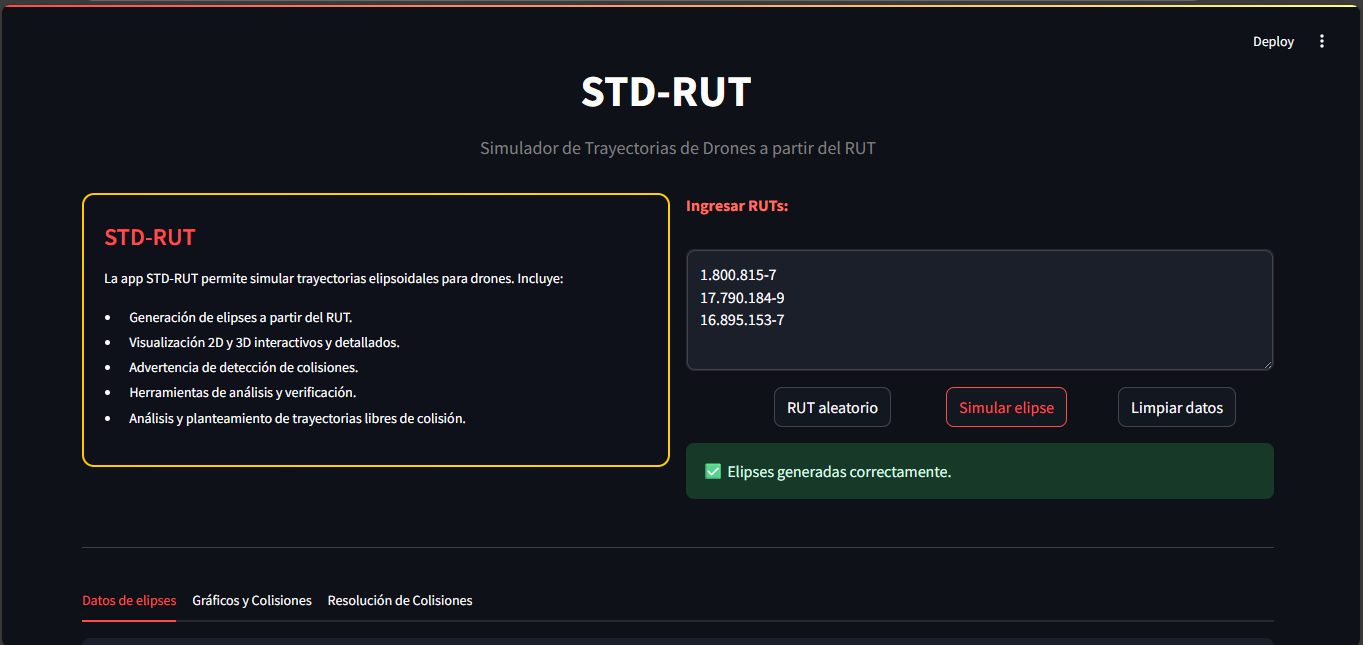 Deploy
STD-RUT
Simulador de Trayectorias de Drones a partir del RUT
STD-RUT
La app STD-RUT permite simular trayectorias elipsoidales para drones. Incluye:
• Generación de elipses a partir del RUT.
• Visualización 2D y 3D interactivos y detallados.
• Advertencia de detección de colisiones.
• Herramientas de análisis y verificación.
• Análisis y planteamiento de trayectorias libres de colisión.
Ingresar RUTs:
1.800.815-7
17.790.184-9
16.895.153-7
RUT aleatorio
Simular elipse
Limpiar datos
✅ Elipses generadas correctamente.
Datos de elipses
Gráficos y Colisiones
Resolución de Colisiones